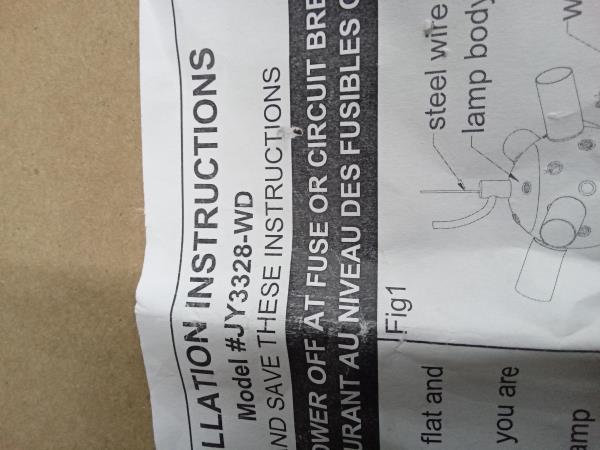 LLATION INSTRUCTIONS
Model #JY3328-WD
ND SAVE THESE INSTRUCTIONS
OWER OFF AT FUSE OR CIRCUIT BRE
URANT AU NIVEAU DES FUSIBLES O
Fig1
steel wire
lamp body
w
flat and
you are
amp